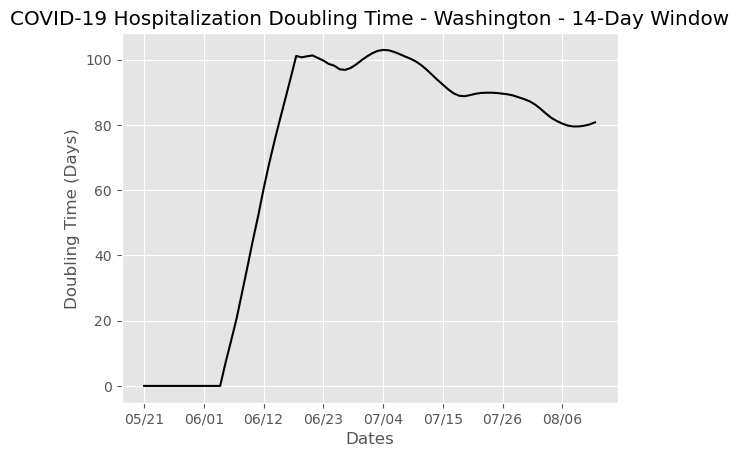 COVID-19 Hospitalization Doubling Time - Washington - 14-Day Window
Doubling Time (Days)
100
80
60
40
20
0
05/21 06/01 06/12 06/23 07/04 07/15 07/26 08/06
Dates